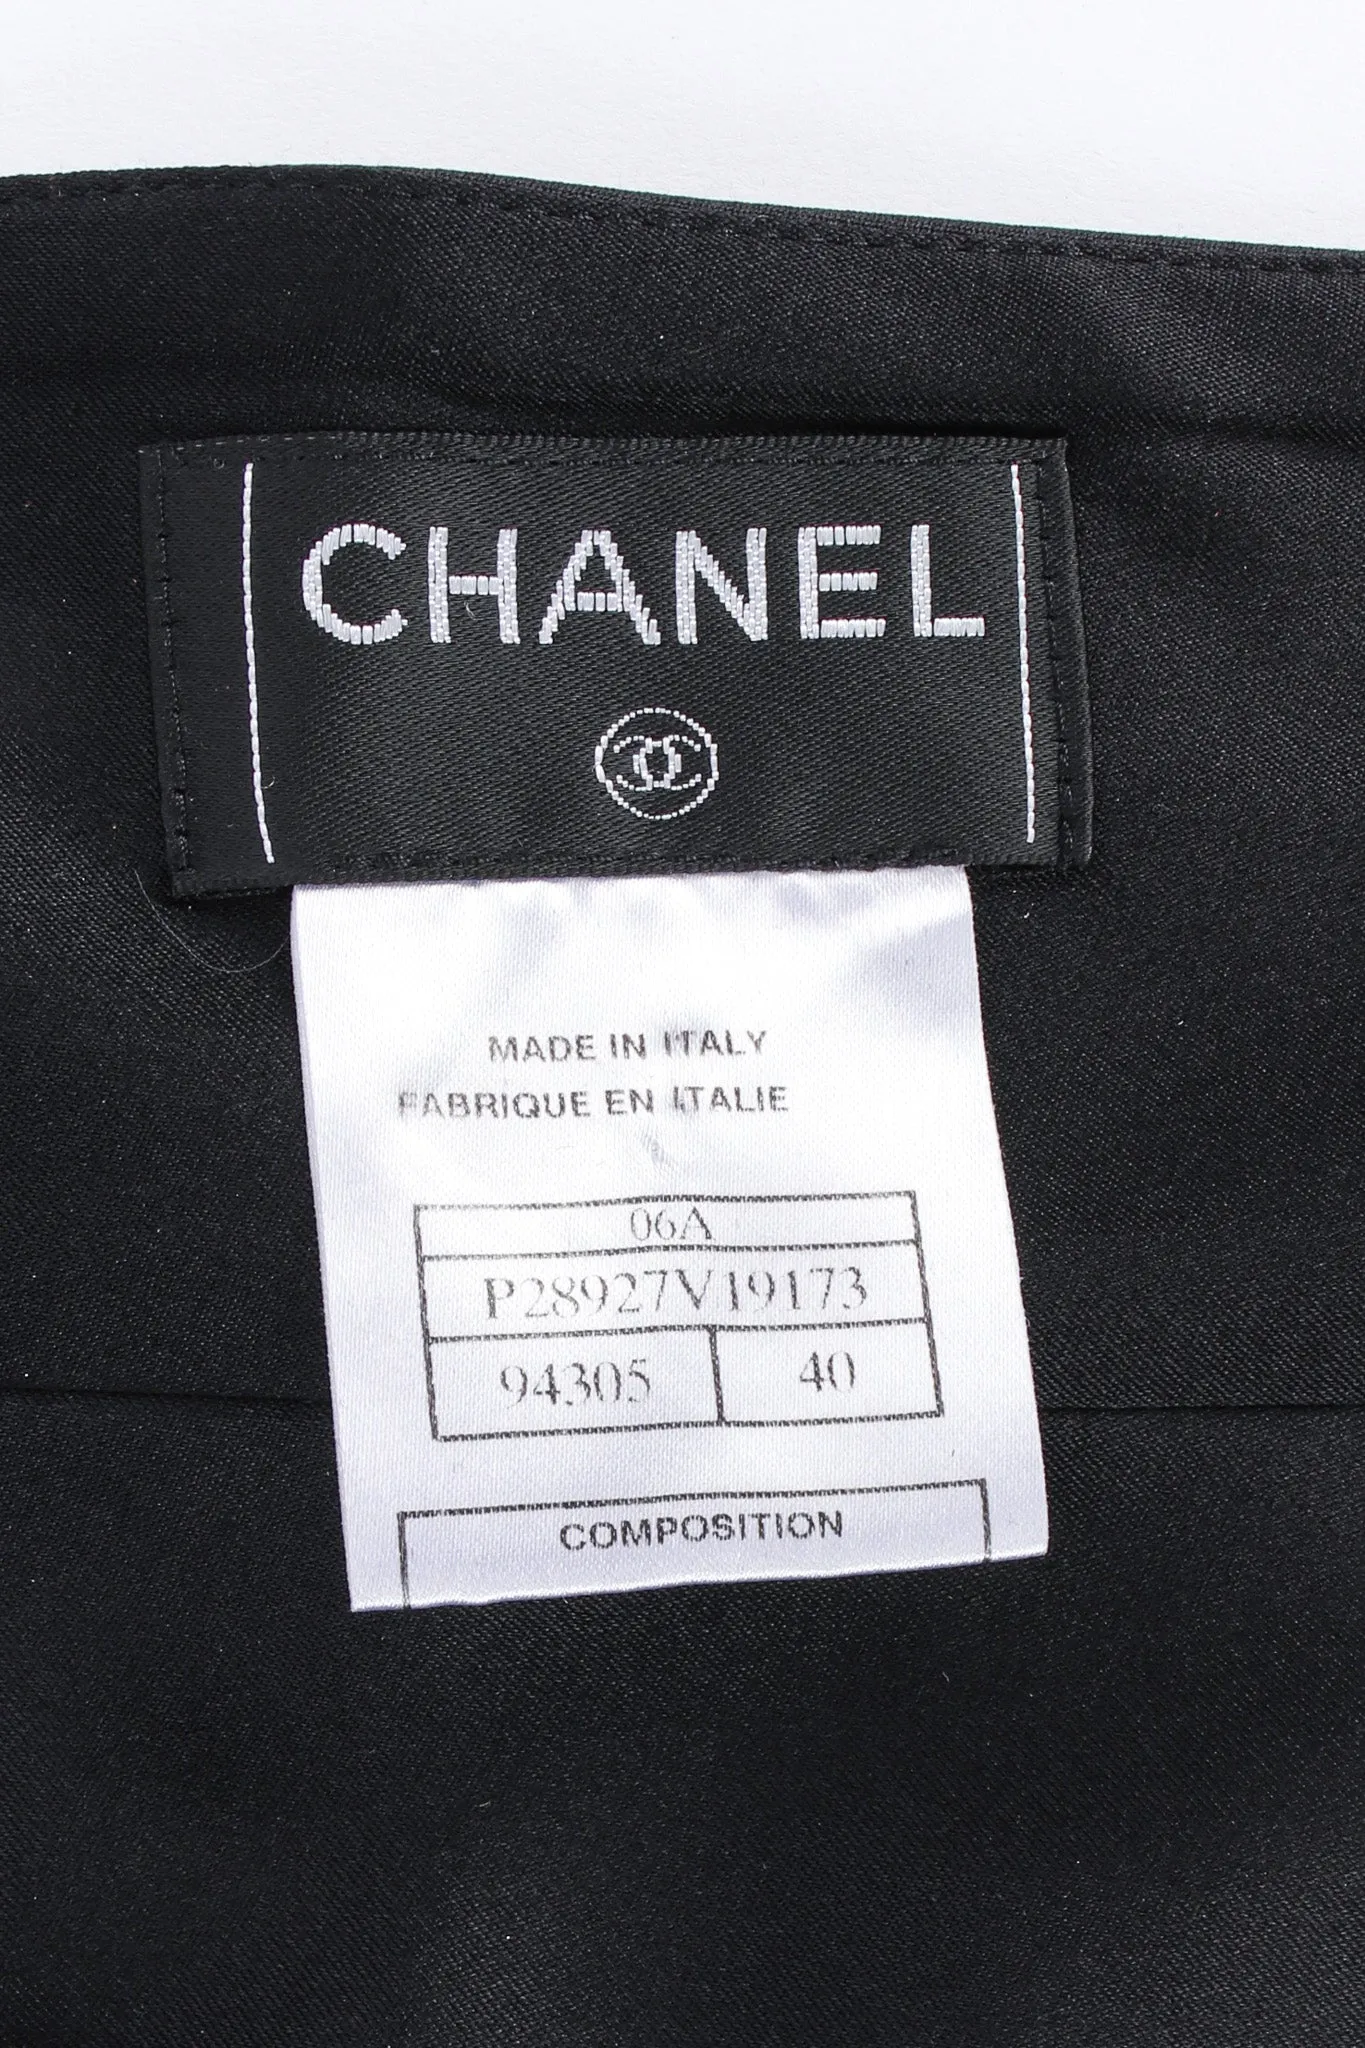 CHANEL
MADE IN ITALY
FABRIQUE EN ITALIE
06A
P28927V19173
94305 40
COMPOSITION